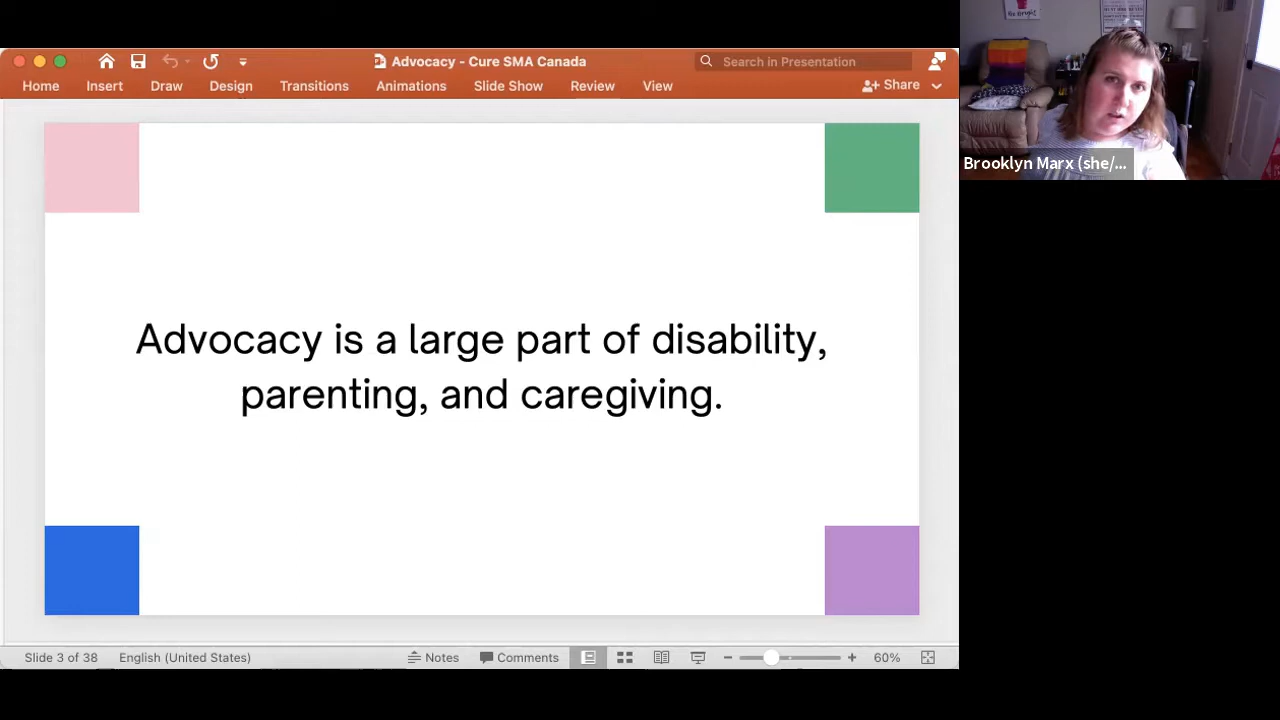 Advocacy - Cure SMA Canada
Search in Presentation
Home Insert Draw Design Transitions Animations Slide Show Review View
Share
Be Bright
Brooklyn Marx (she/...
Advocacy is a large part of disability,
parenting, and caregiving.
Slide 3 of 38 English (United States) Notes Comments 60%